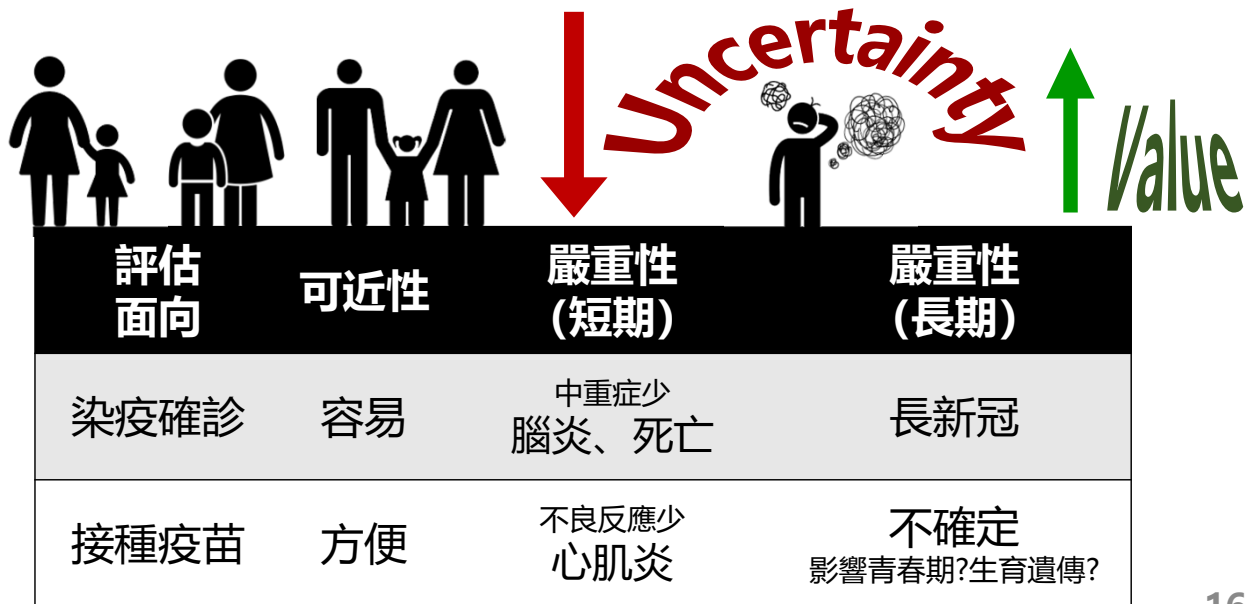 Uncertainty
Value
評估
面向
可近性
嚴重性
(短期)
嚴重性
(長期)
染疫確診
容易
中重症少
腦炎、死亡
長新冠
接種疫苗
方便
不良反應少
心肌炎
不確定
影響青春期?生育遺傳?
16